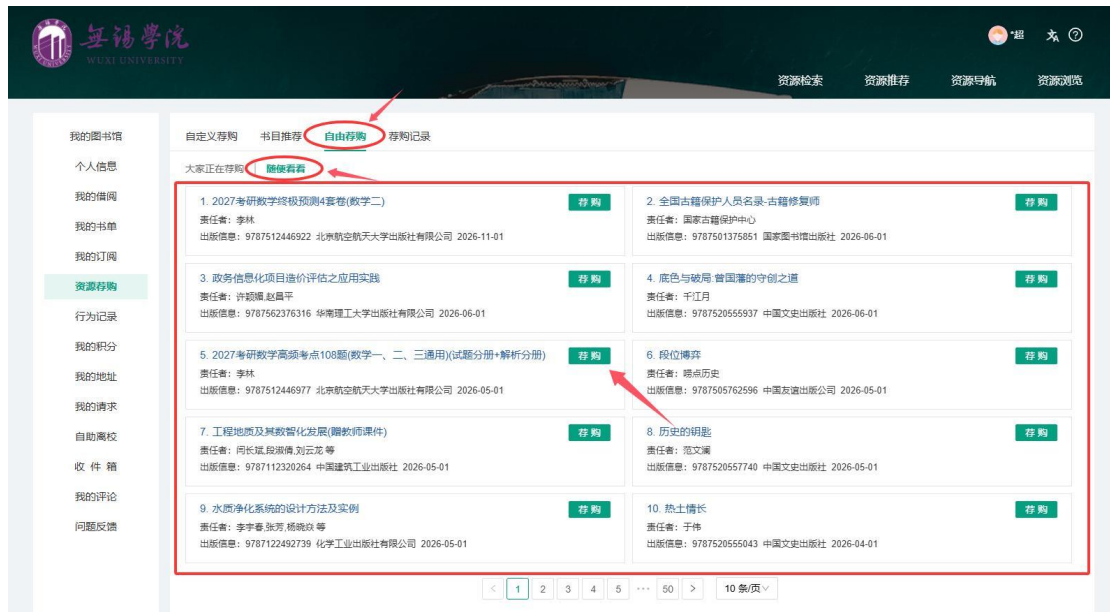 無錫學院
WUXI UNIVERSITY
*超
资源检索 资源推荐 资源导航 资源浏览
我的图书馆
个人信息
我的借阅
我的书单
我的订阅
资源荐购
行为记录
我的积分
我的地址
我的请求
自助离校
收 件 箱
我的评论
问题反馈
自定义荐购 书目推荐 自由荐购 荐购记录
大家正在荐购 随便看看
1. 2027考研数学终极预测4套卷(数学二) 荐 购
责任者：李林
出版信息：9787512446922 北京航空航天大学出版社有限公司 2026-11-01
2. 全国古籍保护人员名录-古籍修复师 荐 购
责任者：国家古籍保护中心
出版信息：9787501375851 国家图书馆出版社 2026-06-01
3. 政务信息化项目造价评估之应用实践 荐 购
责任者：许颖媚,赵昌平
出版信息：9787562376316 华南理工大学出版社有限公司 2026-06-01
4. 底色与破局:曾国藩的守创之道 荐 购
责任者：千江月
出版信息：9787520555937 中国文史出版社 2026-06-01
5. 2027考研数学高频考点108题(数学一、二、三通用)(试题分册+解析分册) 荐 购
责任者：李林
出版信息：9787512446977 北京航空航天大学出版社有限公司 2026-05-01
6. 段位博弈 荐 购
责任者：嗯点历史
出版信息：9787505762596 中国友谊出版公司 2026-05-01
7. 工程地质及其数智化发展(赠教师课件) 荐 购
责任者：闫长斌,段淑倩,刘云龙 等
出版信息：9787112320264 中国建筑工业出版社 2026-05-01
8. 历史的钥匙 荐 购
责任者：范文澜
出版信息：9787520557740 中国文史出版社 2026-05-01
9. 水质净化系统的设计方法及实例 荐 购
责任者：李宇春,张芳,杨晓焱 等
出版信息：9787122492739 化学工业出版社有限公司 2026-05-01
10. 热土情长 荐 购
责任者：于伟
出版信息：9787520555043 中国文史出版社 2026-04-01
< 1 2 3 4 5 ··· 50 > 10 条/页